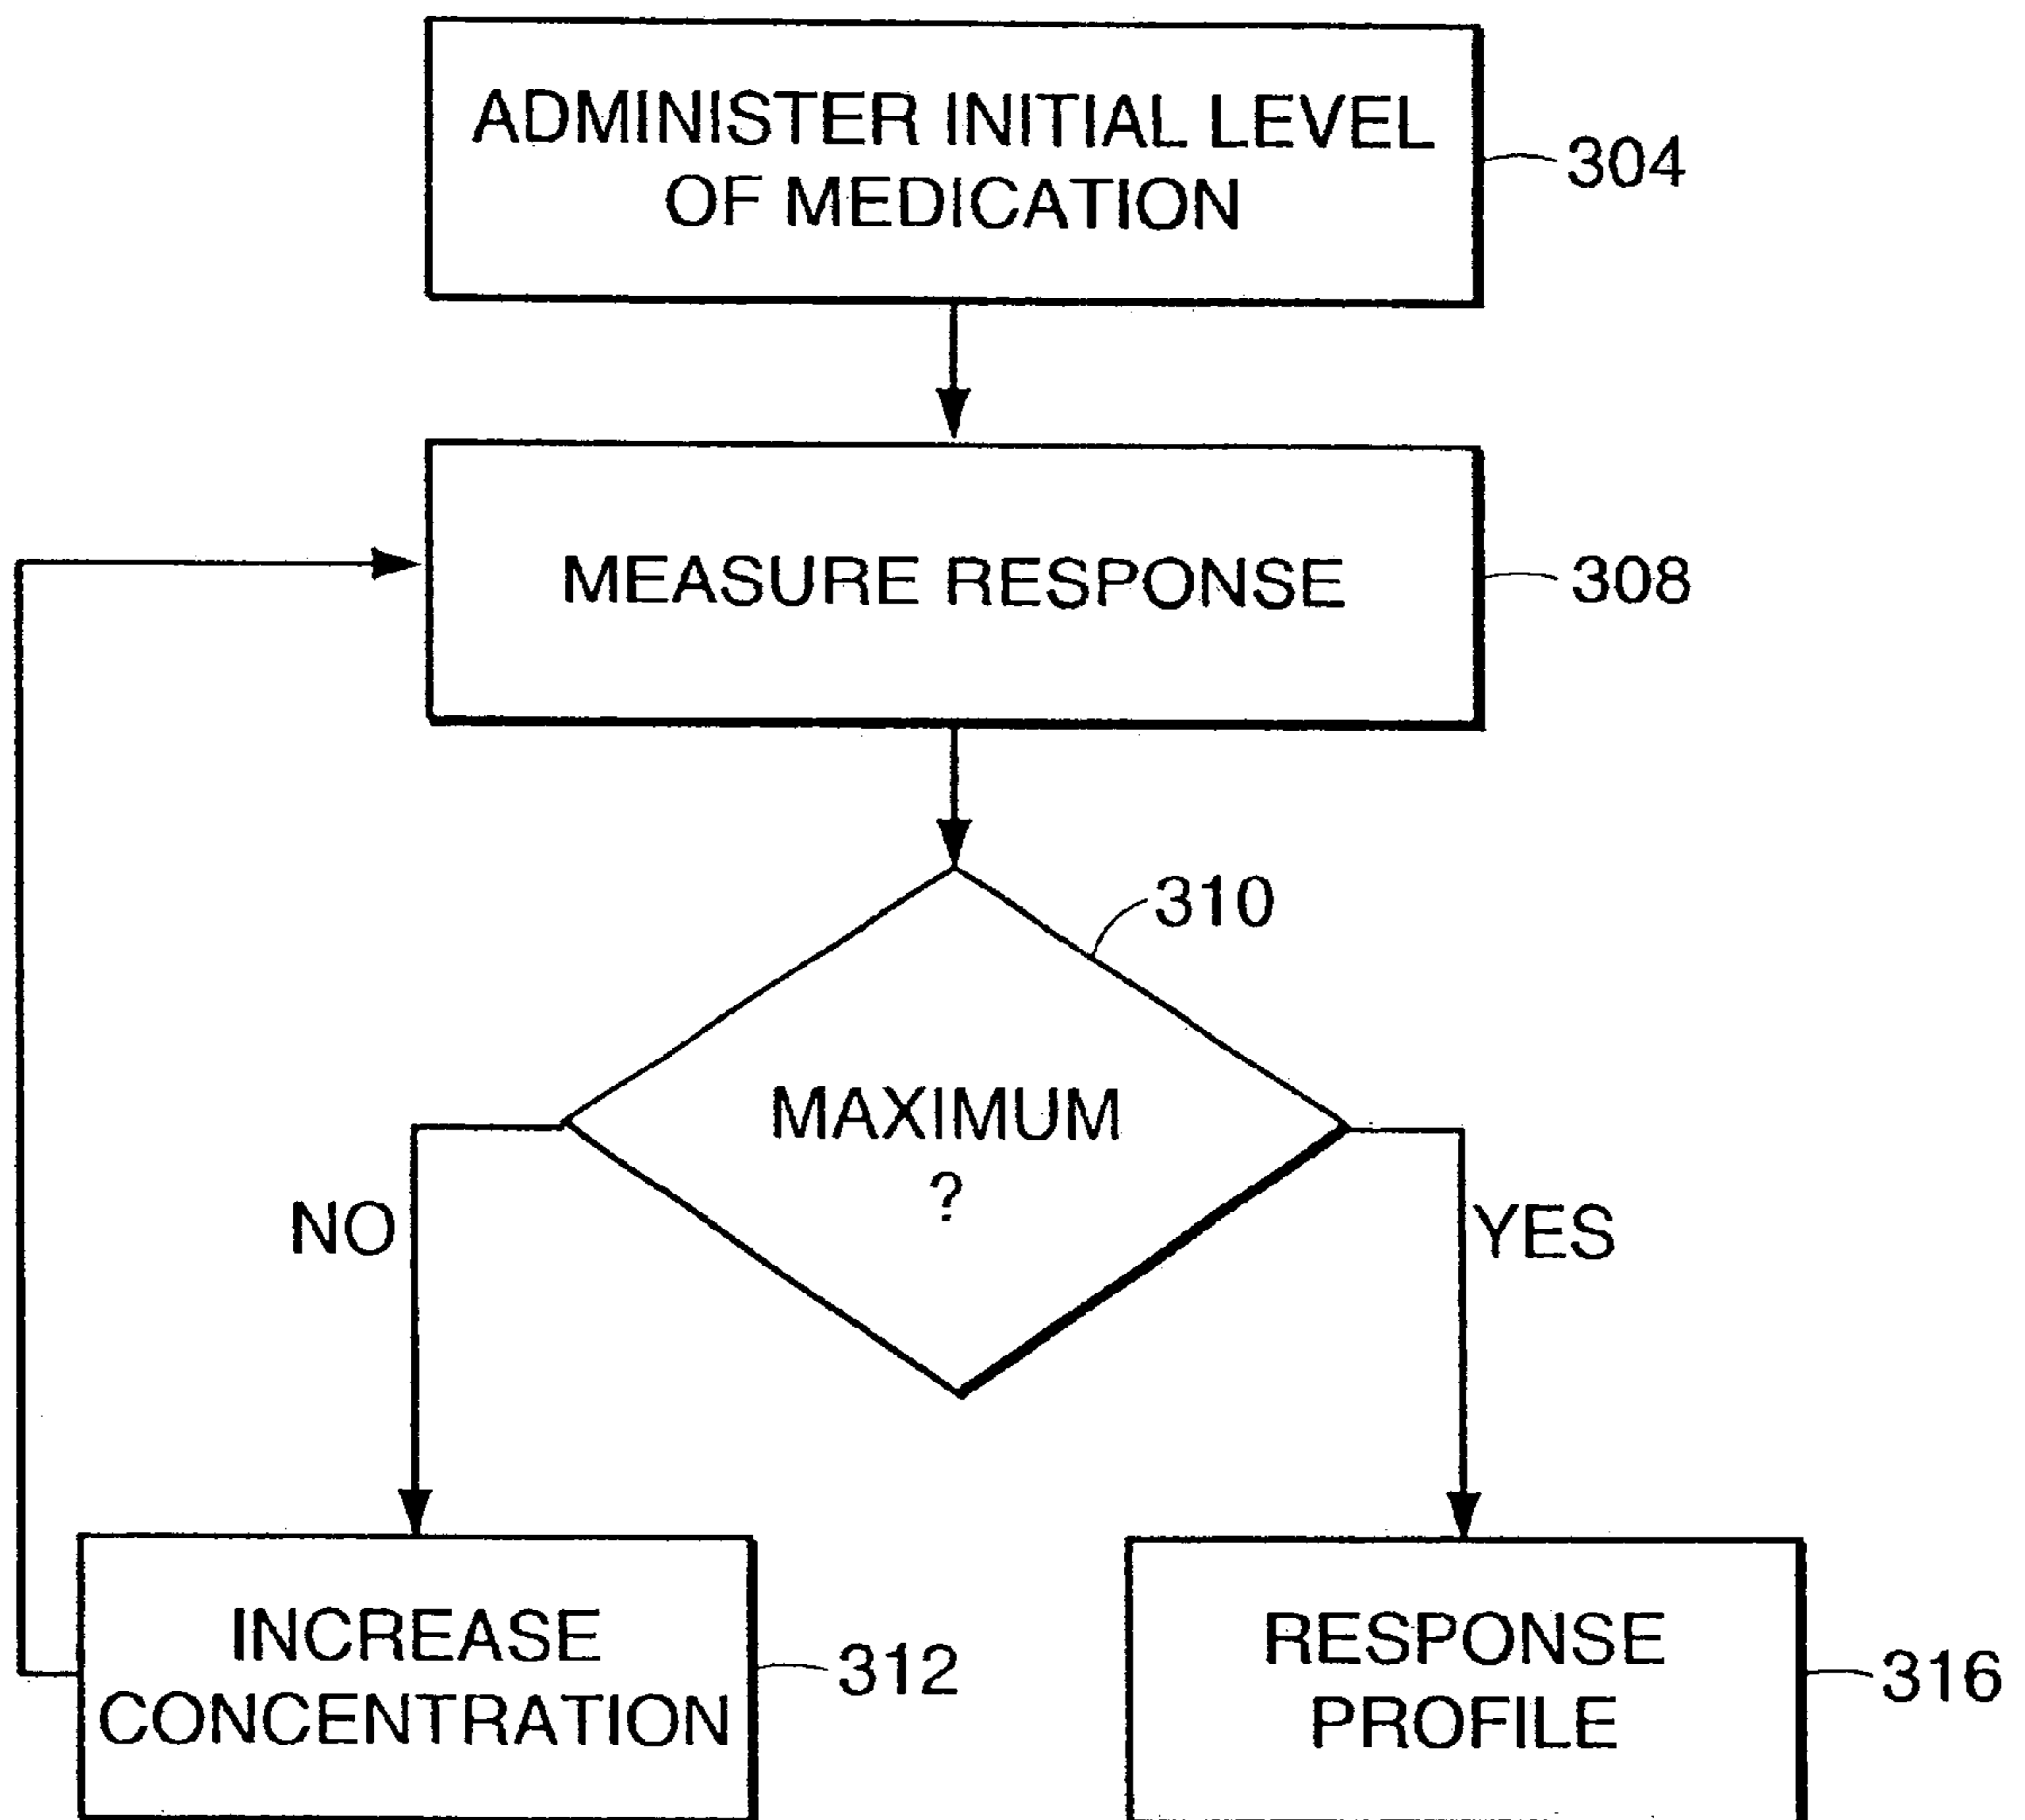 ADMINISTER INITIAL LEVEL
OF MEDICATION
304
MEASURE RESPONSE
308
310
MAXIMUM
?
NO
YES
INCREASE
CONCENTRATION
312
RESPONSE
PROFILE
316